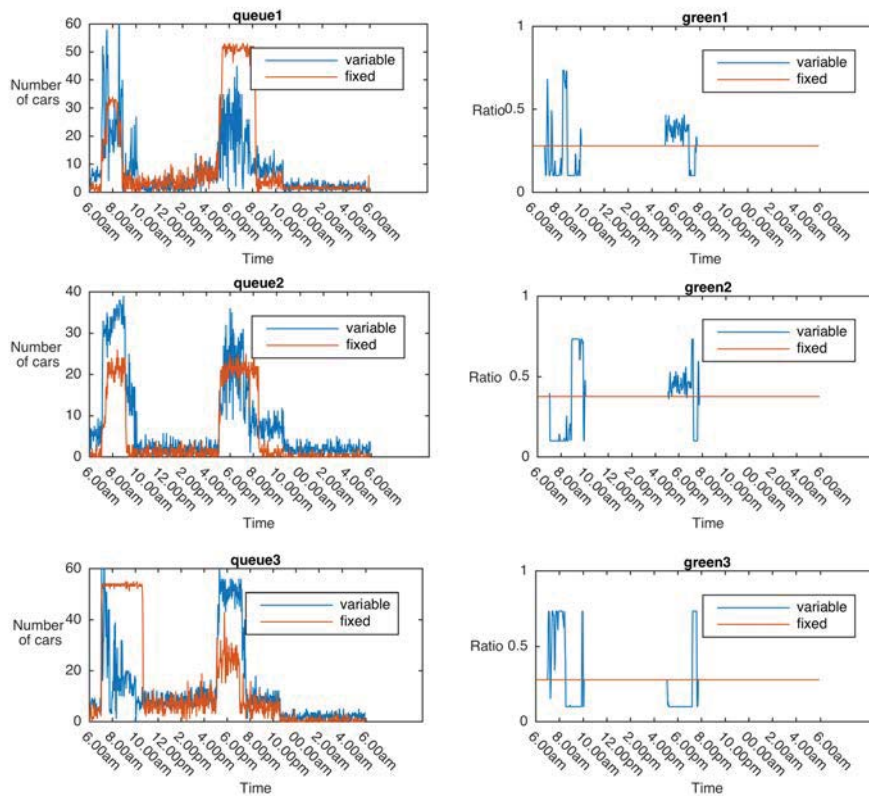 queue1
60
50
40
30
20
10
0
Number
of cars
variable
fixed
6.00am
8.00am
10.00am
12.00pm
2.00pm
4.00pm
6.00pm
8.00pm
10.00pm
00.00am
2.00am
4.00am
6.00am
Time
green1
1
0.5
0
Ratio
variable
fixed
6.00am
8.00am
10.00am
12.00pm
2.00pm
4.00pm
6.00pm
8.00pm
10.00pm
00.00am
2.00am
4.00am
6.00am
Time
queue2
40
30
20
10
0
Number
of cars
variable
fixed
6.00am
8.00am
10.00am
12.00pm
2.00pm
4.00pm
6.00pm
8.00pm
10.00pm
00.00am
2.00am
4.00am
6.00am
Time
green2
1
0.5
0
Ratio
variable
fixed
6.00am
8.00am
10.00am
12.00pm
2.00pm
4.00pm
6.00pm
8.00pm
10.00pm
00.00am
2.00am
4.00am
6.00am
Time
queue3
60
40
20
0
Number
of cars
variable
fixed
6.00am
8.00am
10.00am
12.00pm
2.00pm
4.00pm
6.00pm
8.00pm
10.00pm
00.00am
2.00am
4.00am
6.00am
Time
green3
1
0.5
0
Ratio
variable
fixed
6.00am
8.00am
10.00am
12.00pm
2.00pm
4.00pm
6.00pm
8.00pm
10.00pm
00.00am
2.00am
4.00am
6.00am
Time